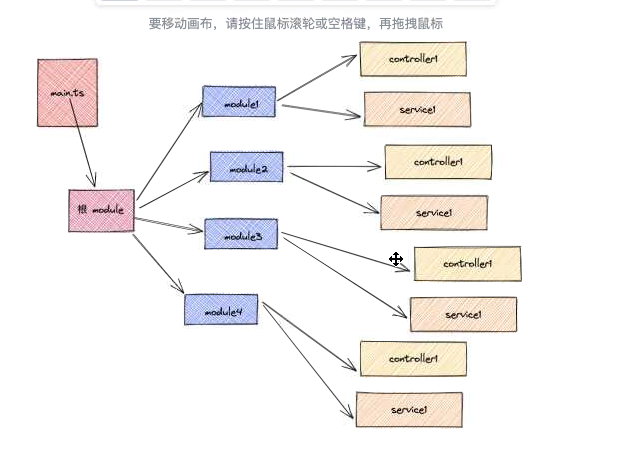 要移动画布，请按住鼠标滚轮或空格键，再拖拽鼠标
main.ts
根 module
module1
controller1
service1
module2
controller1
service1
module3
controller1
service1
module4
controller1
service1